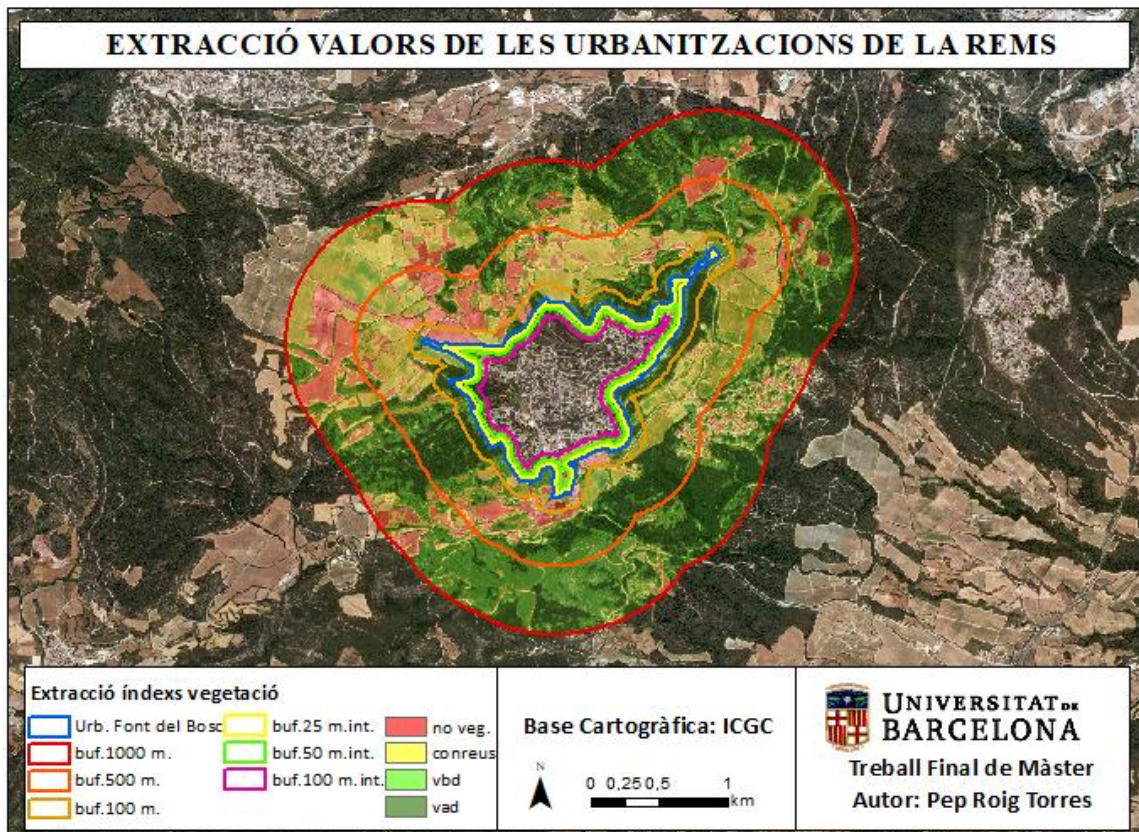 EXTRACCIÓ VALORS DE LES URBANITZACIONS DE LA REMS
Extracció índexs vegetació
Urb. Font del Bosc
buf.1000 m.
buf.500 m.
buf.100 m.
buf.25 m.int.
buf.50 m.int.
buf.100 m.int.
no veg.
conreus
vbd
vad
Base Cartogràfica: ICGC
N
0 0,25 0,5 1
km
UNIVERSITAT DE
BARCELONA
Treball Final de Màster
Autor: Pep Roig Torres